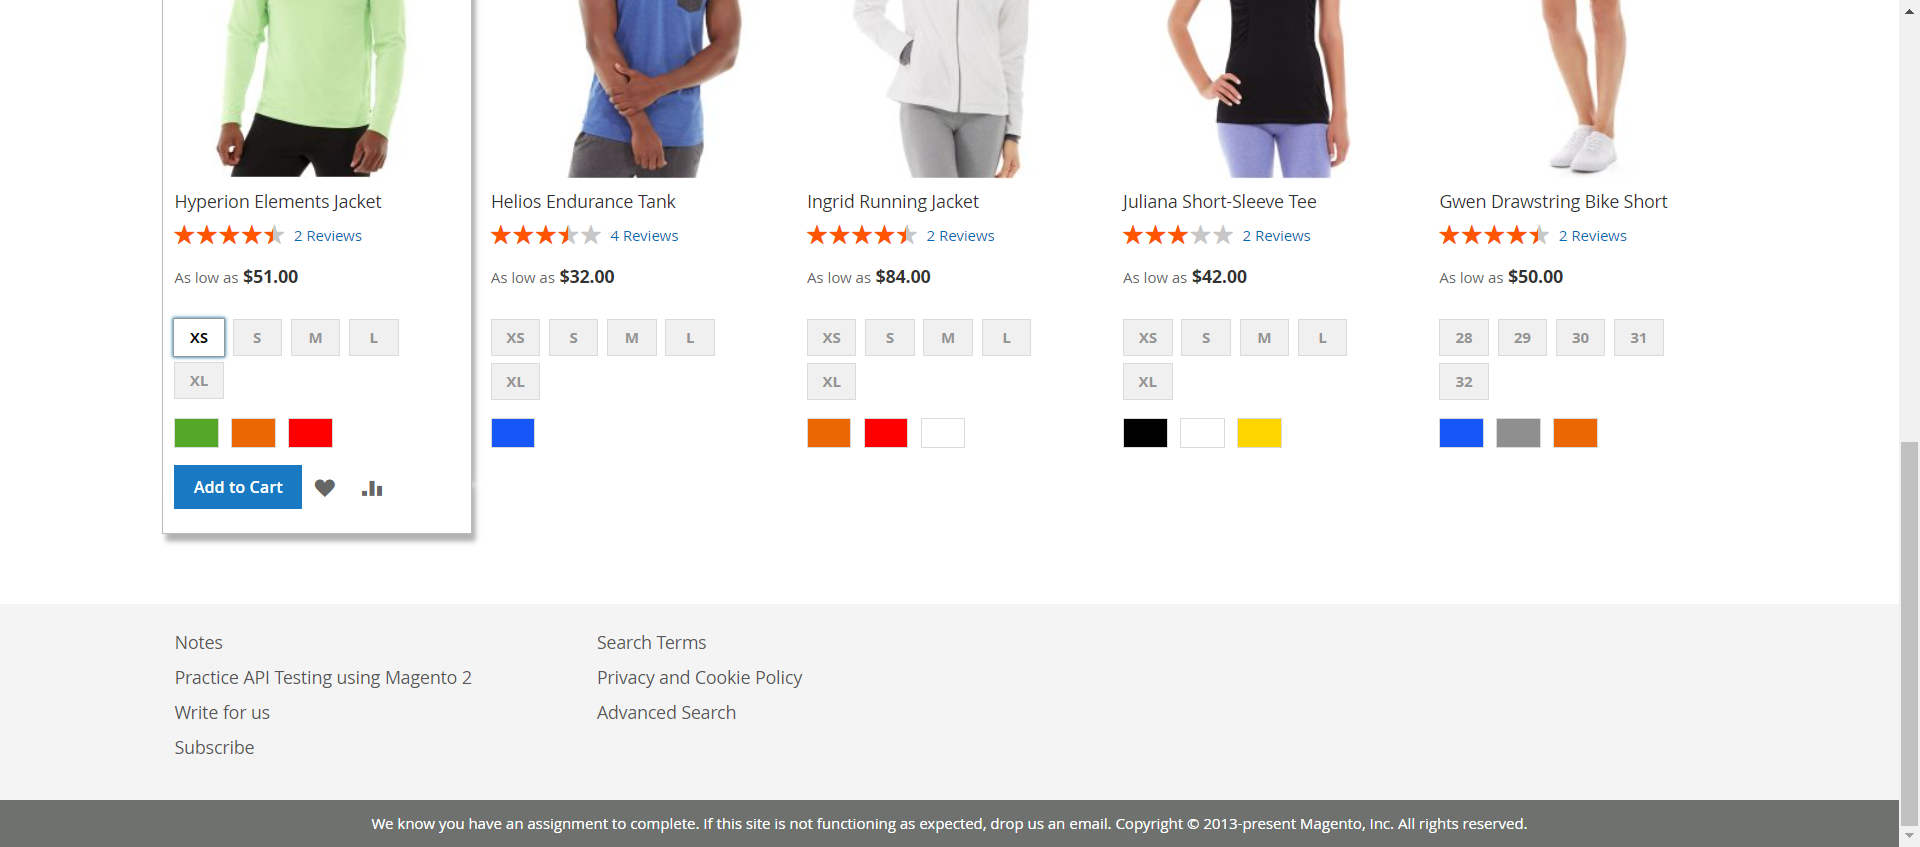 Hyperion Elements Jacket
2 Reviews
As low as $51.00
XS S M L
XL
Add to Cart
Helios Endurance Tank
4 Reviews
As low as $32.00
XS S M L
XL
Ingrid Running Jacket
2 Reviews
As low as $84.00
XS S M L
XL
Juliana Short-Sleeve Tee
2 Reviews
As low as $42.00
XS S M L
XL
Gwen Drawstring Bike Short
2 Reviews
As low as $50.00
28 29 30 31
32
Notes
Practice API Testing using Magento 2
Write for us
Subscribe
Search Terms
Privacy and Cookie Policy
Advanced Search
We know you have an assignment to complete. If this site is not functioning as expected, drop us an email. Copyright © 2013-present Magento, Inc. All rights reserved.